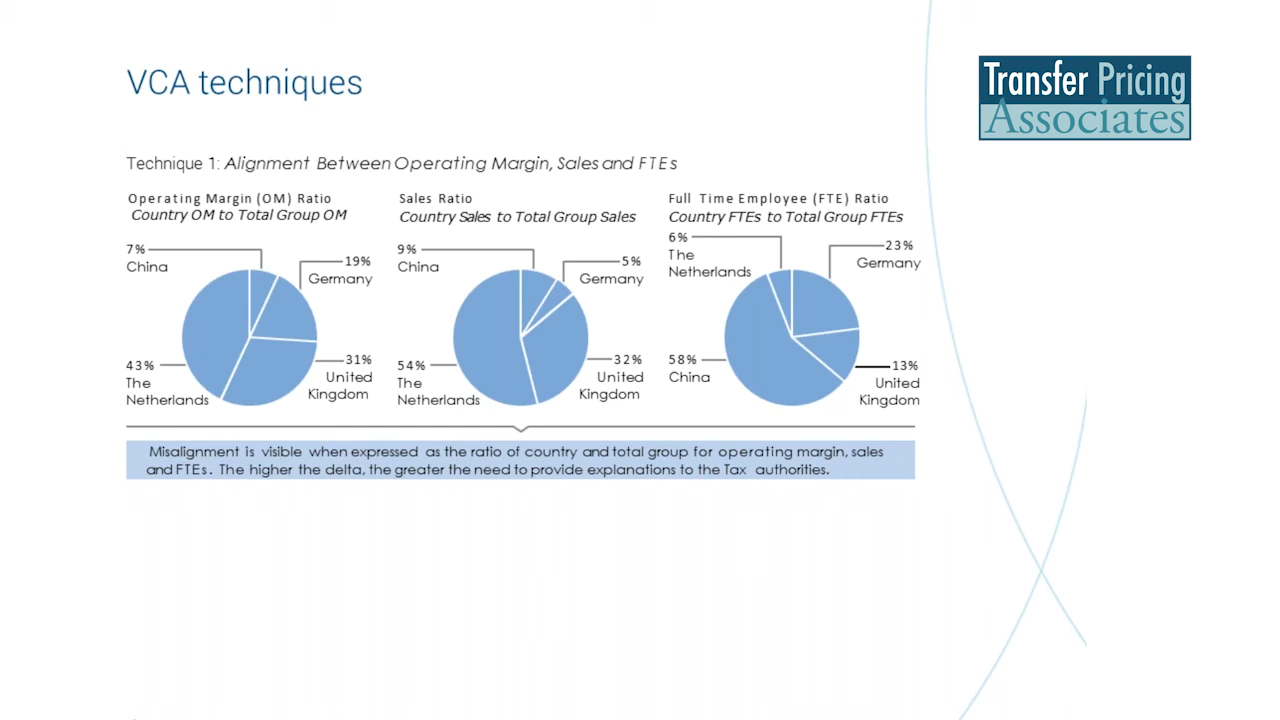 VCA techniques
Transfer Pricing
Associates
Technique 1: Alignment Between Operating Margin, Sales and FTEs
Operating Margin (OM) Ratio
Country OM to Total Group OM
7%
China
19%
Germany
43%
The
Netherlands
31%
United
Kingdom
Sales Ratio
Country Sales to Total Group Sales
9%
China
5%
Germany
54%
The
Netherlands
32%
United
Kingdom
Full Time Employee (FTE) Ratio
Country FTEs to Total Group FTEs
6%
The
Netherlands
23%
Germany
58%
China
13%
United
Kingdom
Misalignment is visible when expressed as the ratio of country and total group for operating margin, sales
and FTEs. The higher the delta, the greater the need to provide explanations to the Tax authorities.